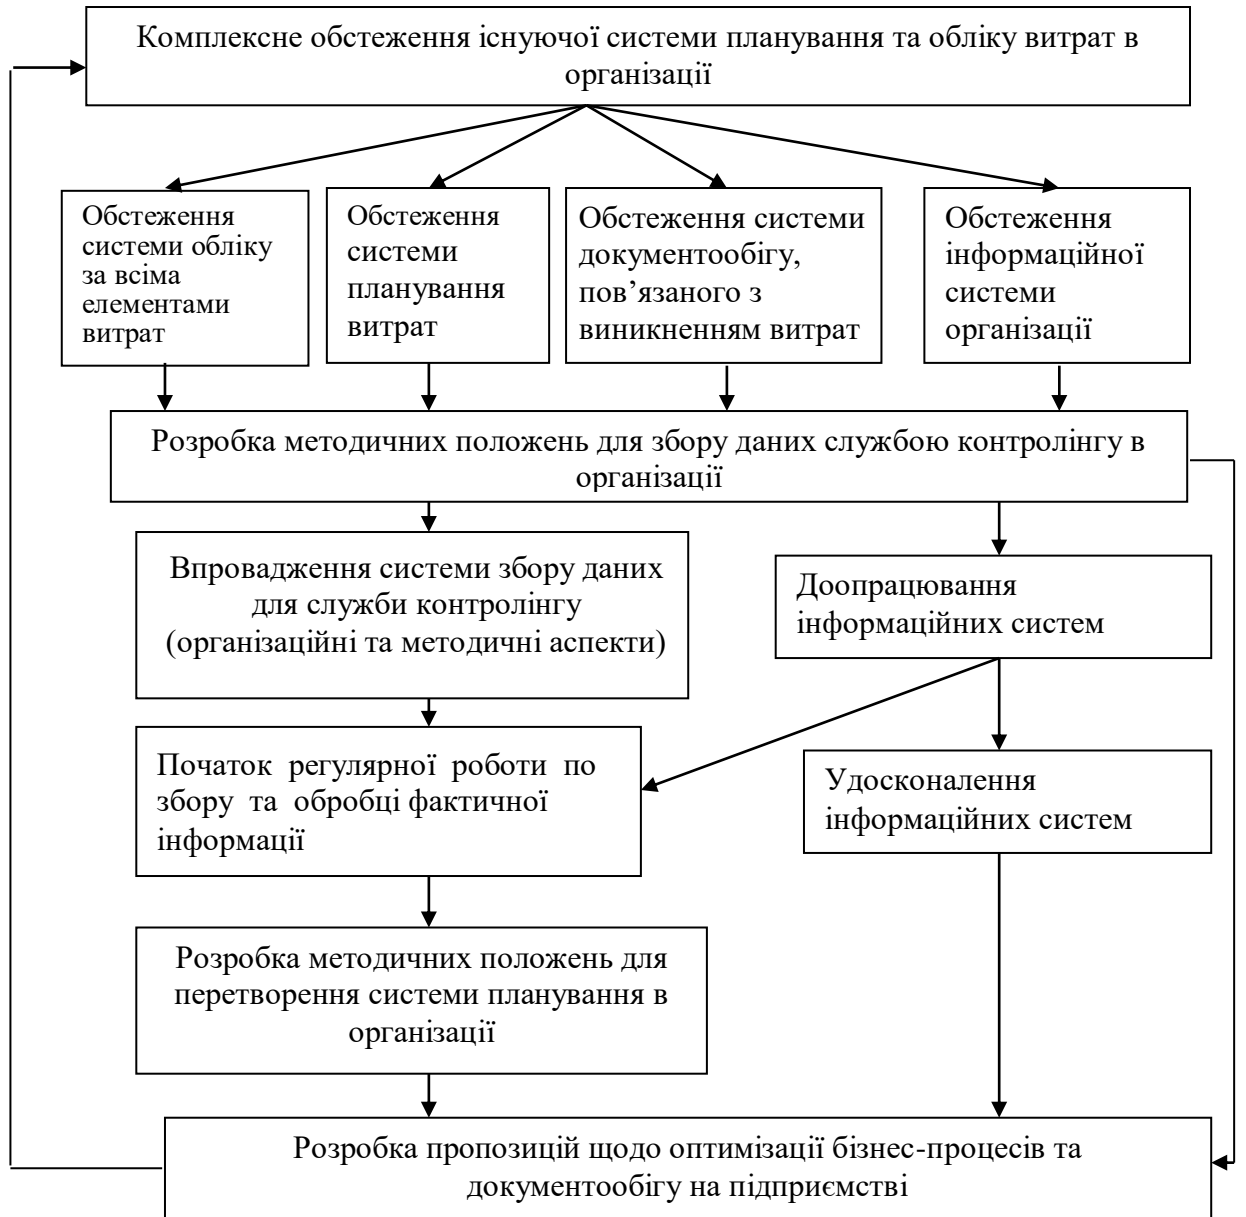 Комплексне обстеження існуючої системи планування та обліку витрат в
організації
Обстеження
системи обліку
за всіма
елементами
витрат
Обстеження
системи
планування
витрат
Обстеження системи
документообігу,
пов’язаного з
виникненням витрат
Обстеження
інформаційної
системи
організації
Розробка методичних положень для збору даних службою контролінгу в
організації
Впровадження системи збору даних
для служби контролінгу
(організаційні та методичні аспекти)
Доопрацювання
інформаційних систем
Початок регулярної роботи по
збору та обробці фактичної
інформації
Удосконалення
інформаційних систем
Розробка методичних положень для
перетворення системи планування в
організації
Розробка пропозицій щодо оптимізації бізнес-процесів та
документообігу на підприємстві